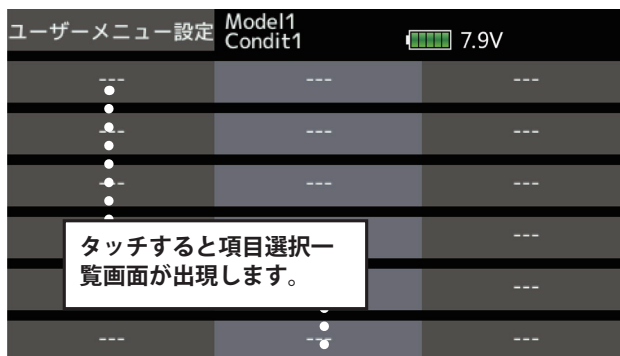 ユーザーメニュー設定 Model1
Condit1 7.9V
--- --- ---
--- --- ---
--- --- ---
---
タッチすると項目選択一
覧画面が出現します。
---
--- --- ---